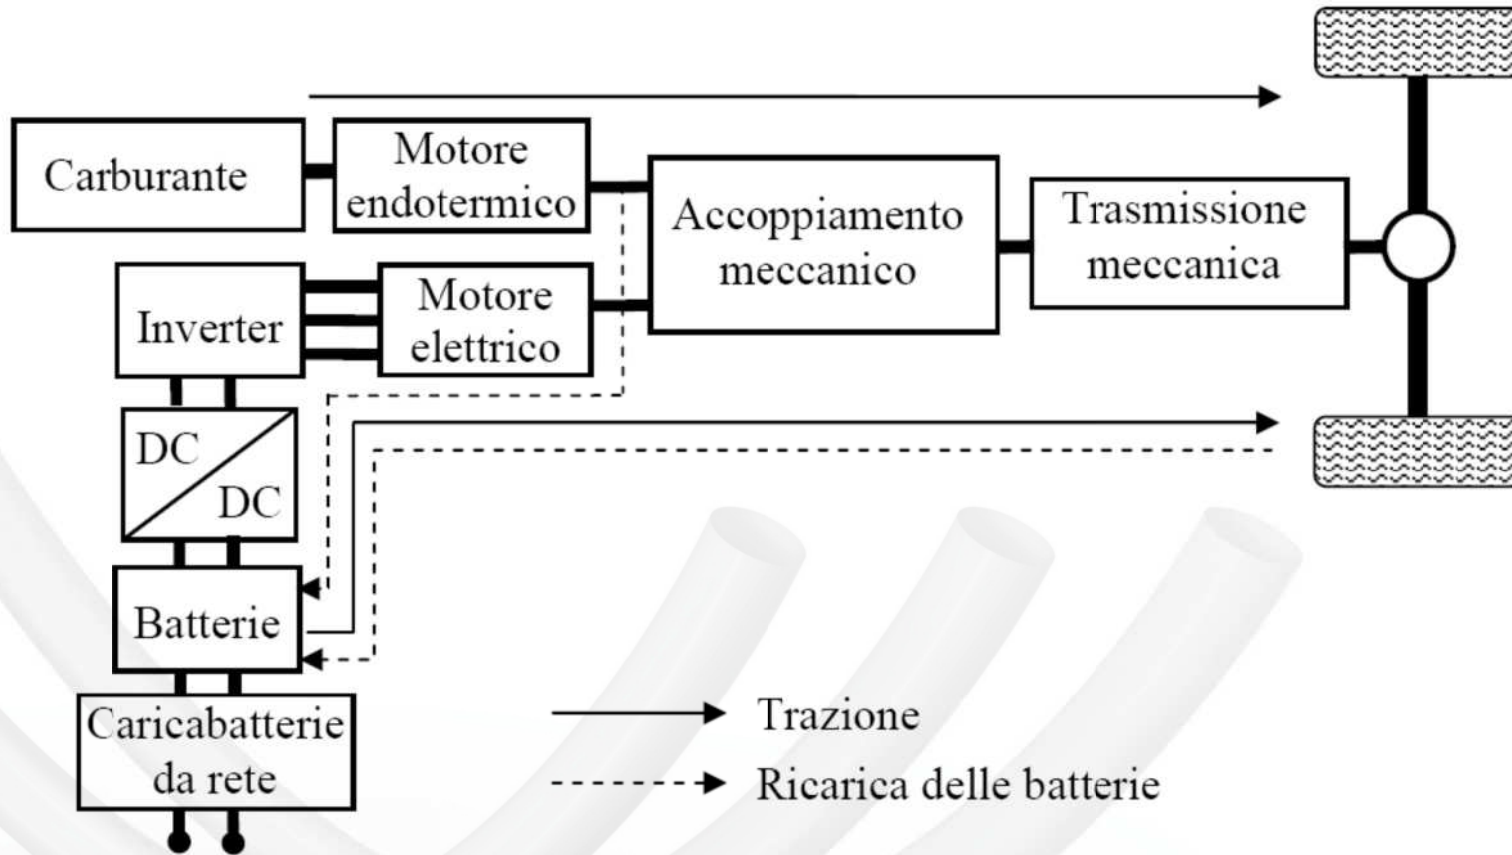 Carburante
Motore
endotermico
Accoppiamento
meccanico
Trasmissione
meccanica
Inverter
Motore
elettrico
DC
DC
Batterie
Caricabatterie
da rete
Trazione
Ricarica delle batterie